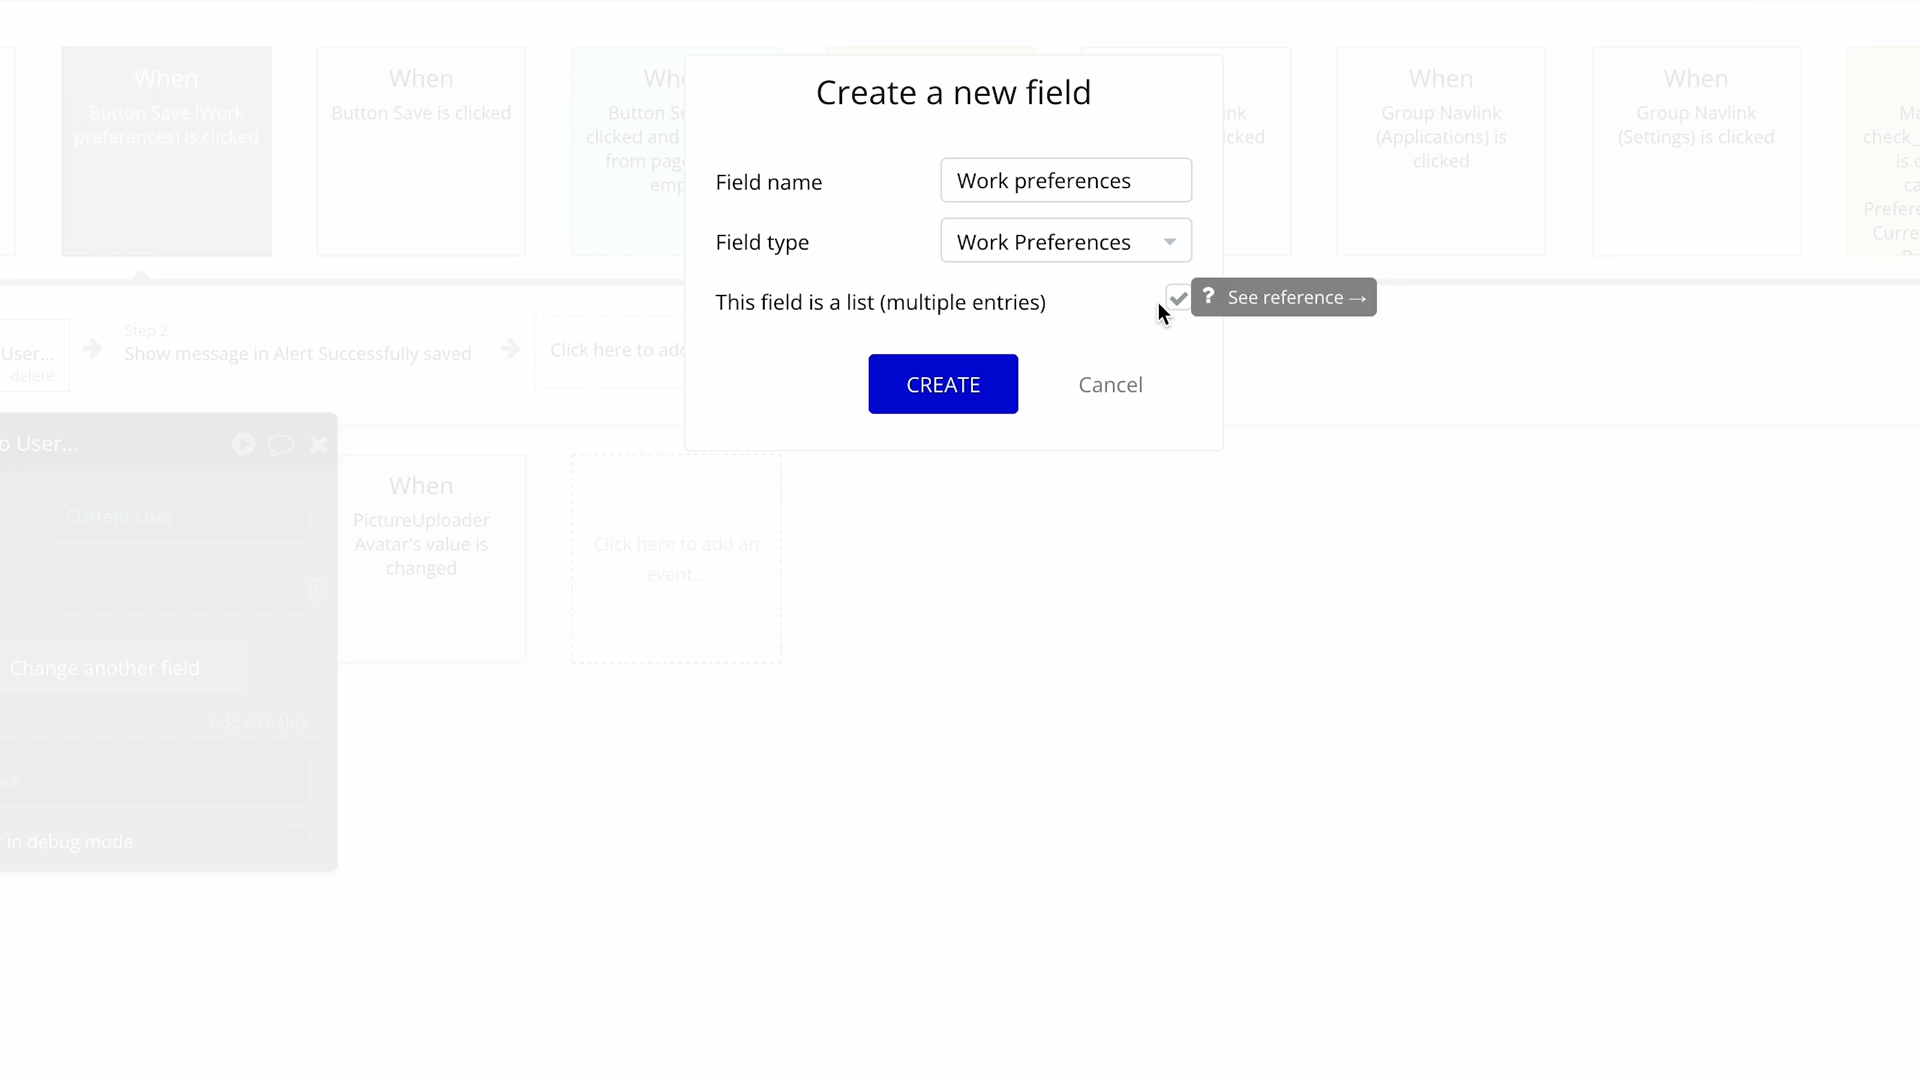 When
Button Save (Work
preferences) is clicked
When
Button Save is clicked
Whe
Button Se
clicked and
from page
emp
Create a new field
Field name
Work preferences
Field type
Work Preferences
This field is a list (multiple entries)
? See reference →
CREATE
Cancel
ink
icked
When
Group Navlink
(Applications) is
clicked
When
Group Navlink
(Settings) is clicked
Ma
check_
is c
ca
Prefere
Curre
User...
delete
Step 2
Show message in Alert Successfully saved
Click here to add
o User...
Current User
Change another field
Add all fields
ck
t in debug mode
When
PictureUploader
Avatar's value is
changed
Click here to add an
event...